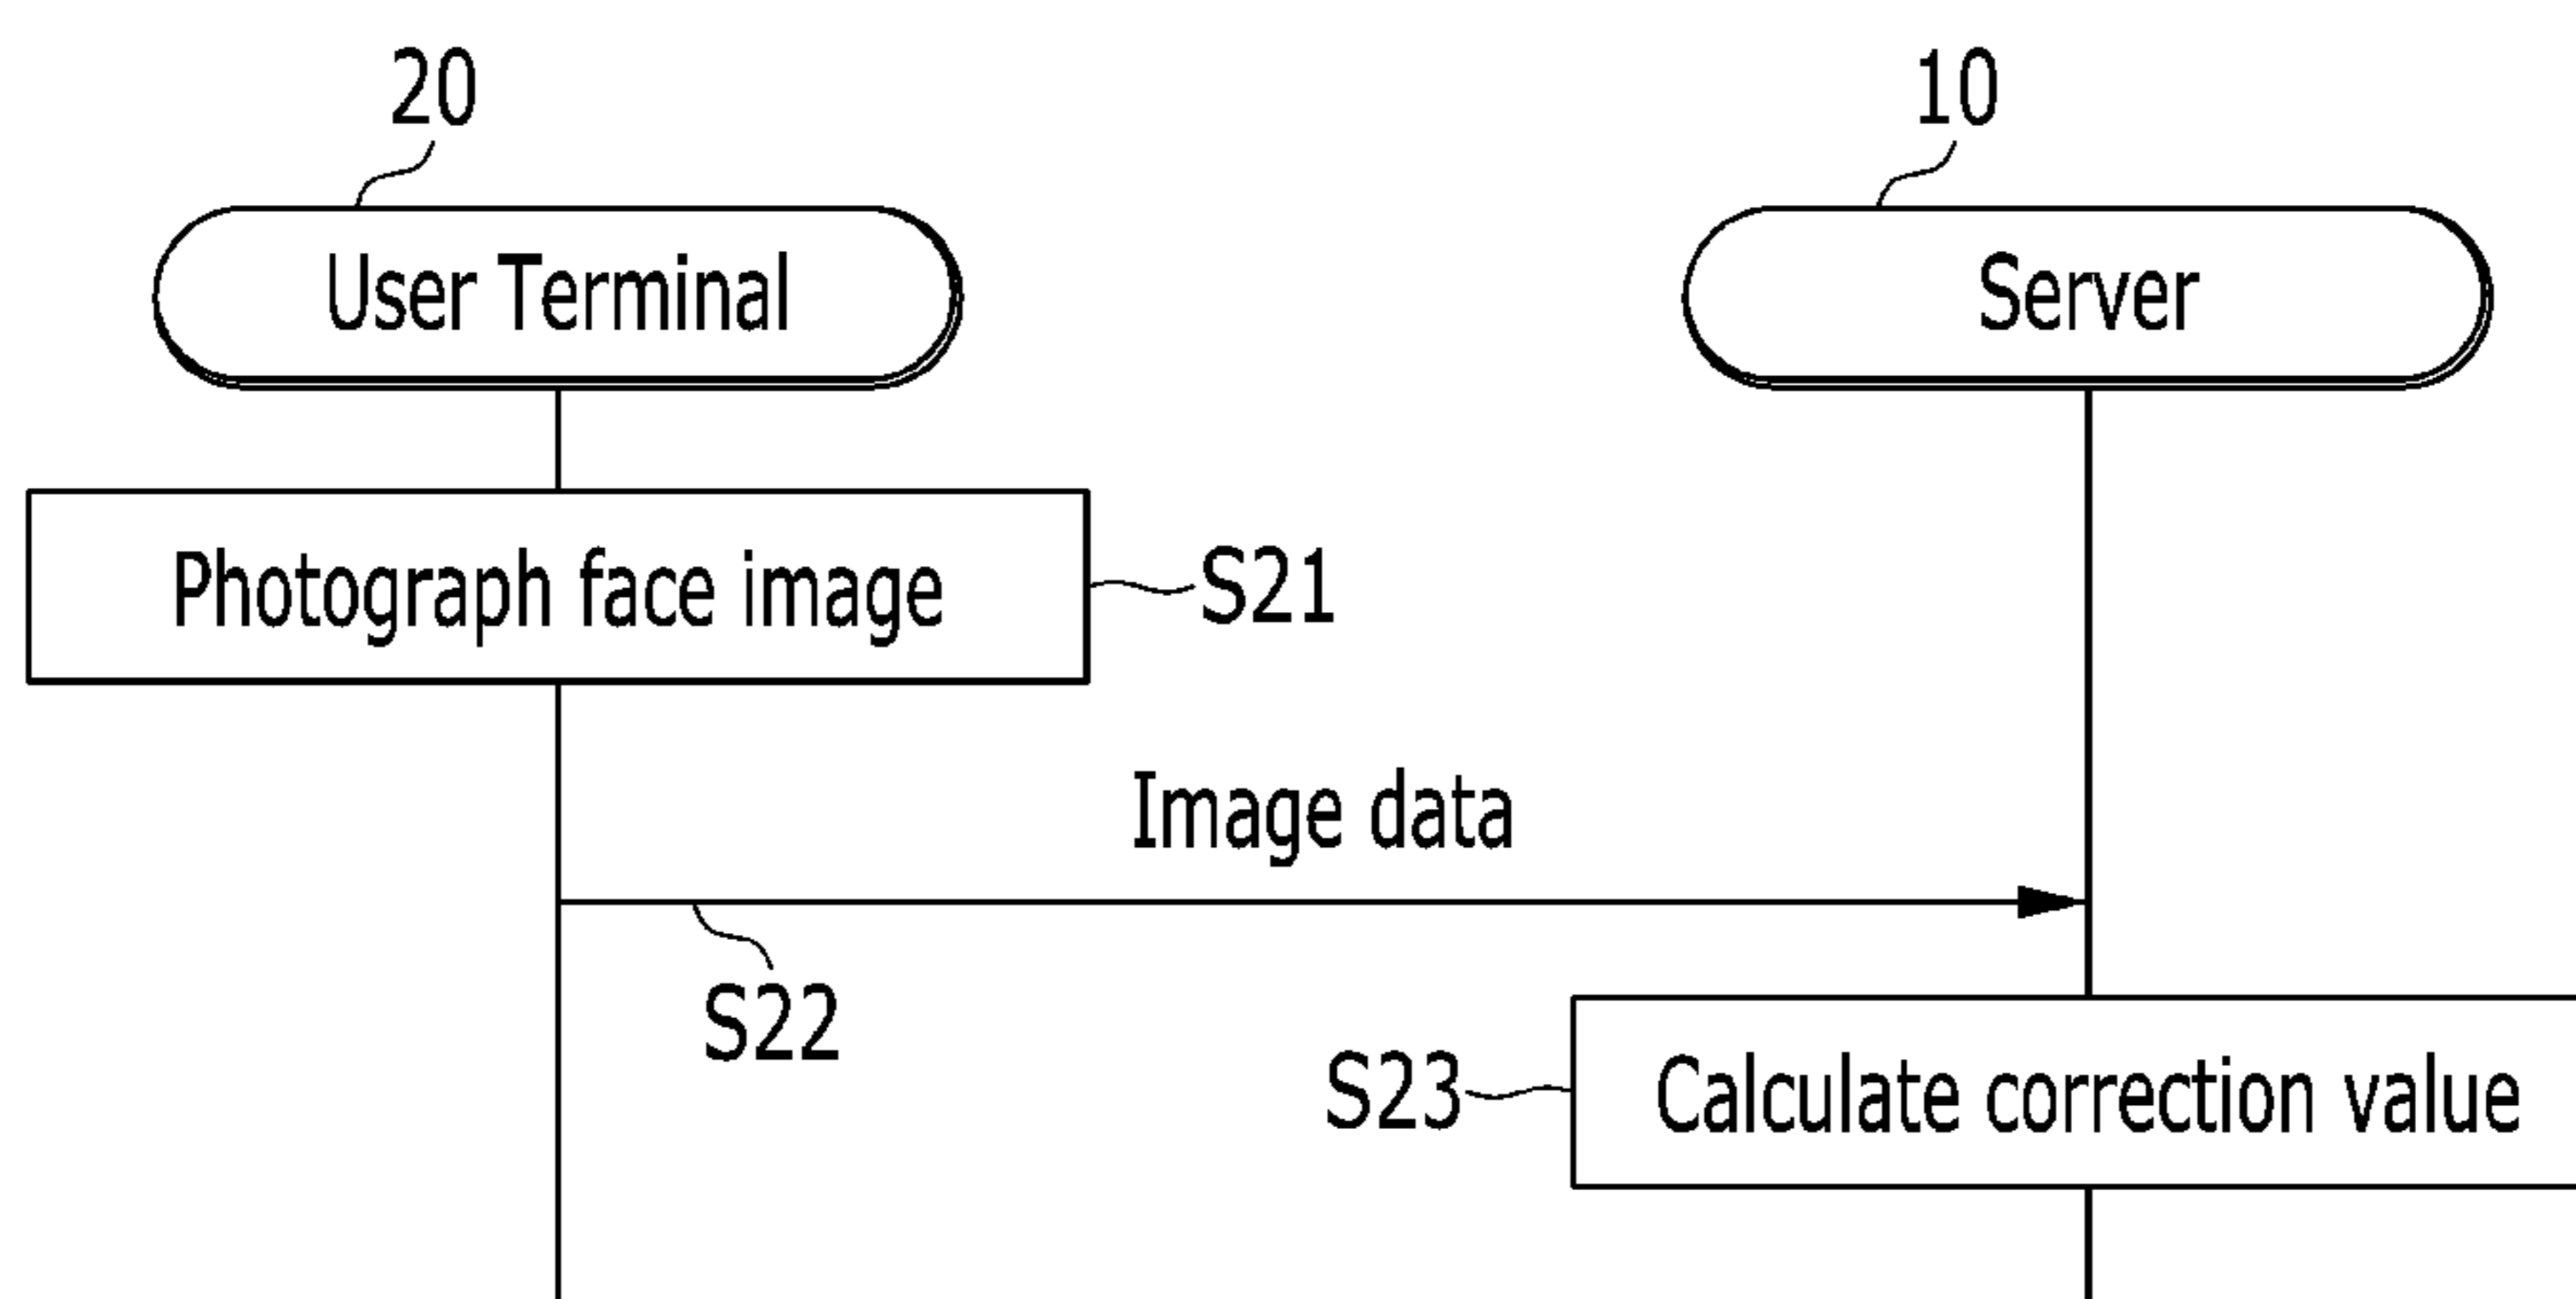 20
10
User Terminal
Server
Photograph face image
S21
Image data
S22
S23
Calculate correction value